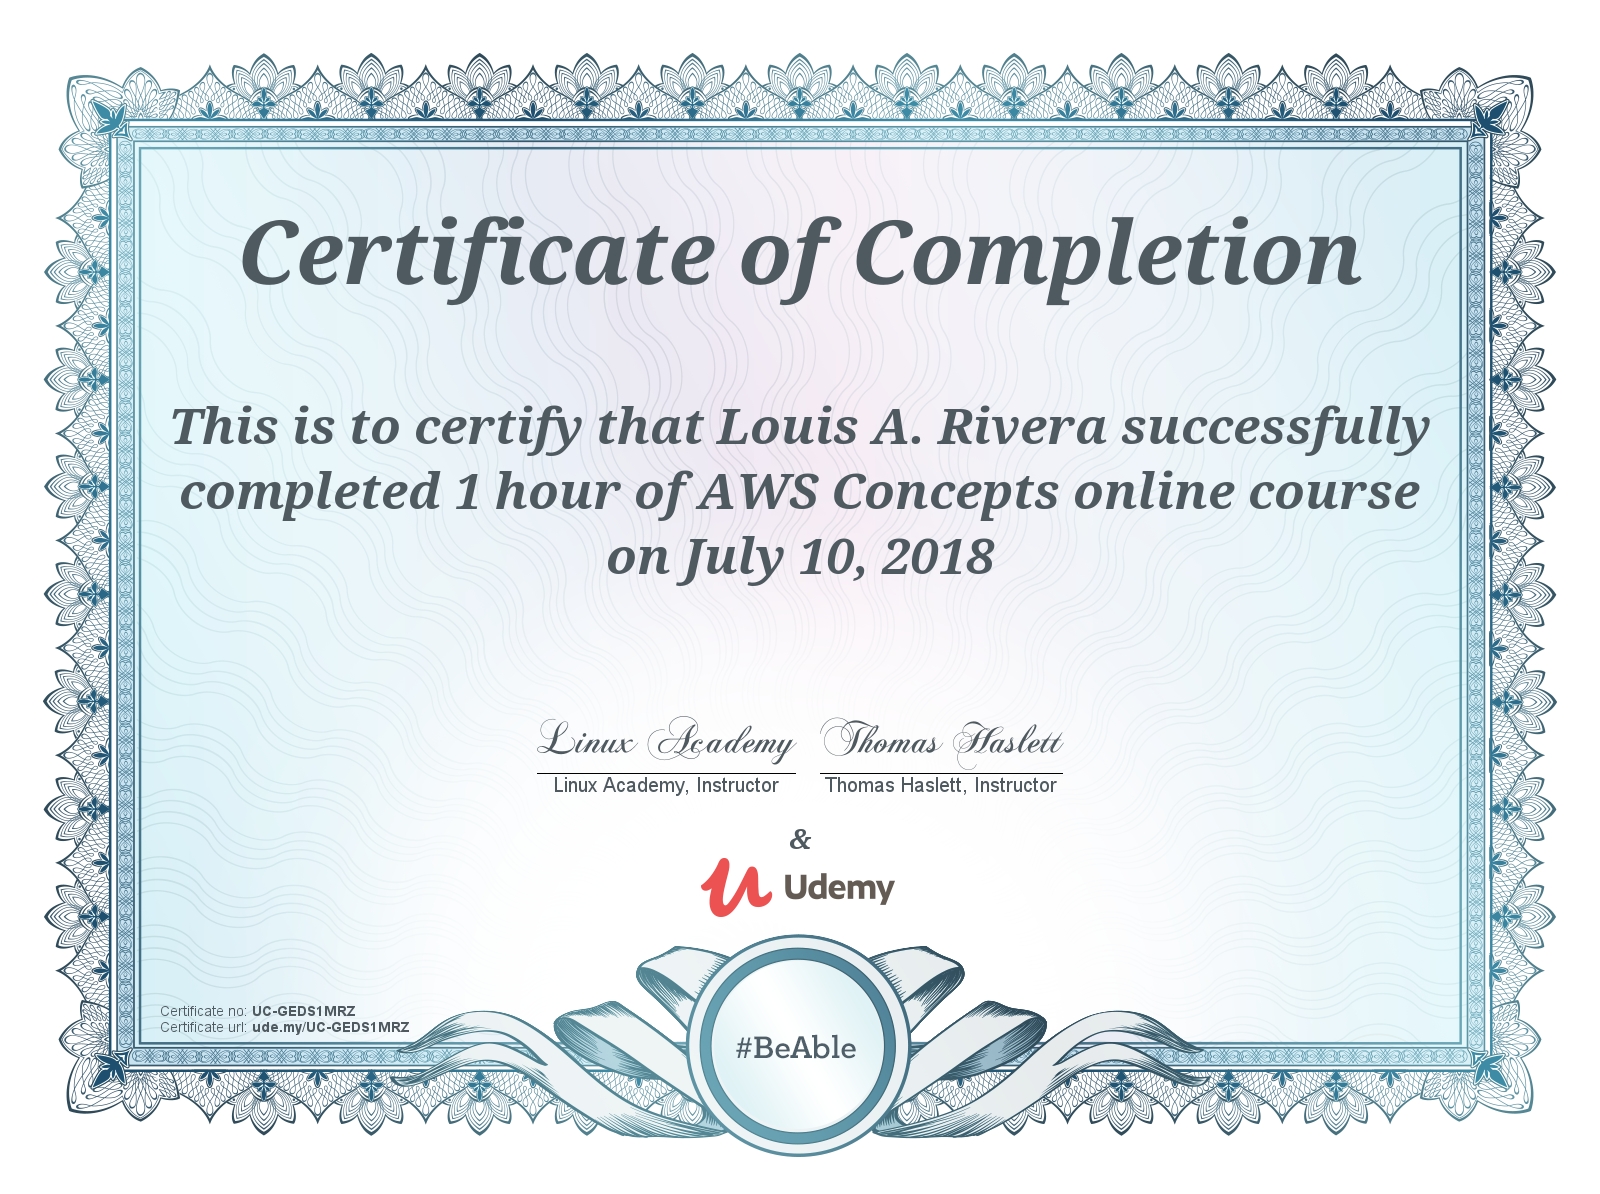 Certificate of Completion
This is to certify that Louis A. Rivera successfully
completed 1 hour of AWS Concepts online course
on July 10, 2018
Linux Academy Thomas Haslett
Linux Academy, Instructor Thomas Haslett, Instructor
&
Udemy
Certificate no: UC-GEDS1MRZ
Certificate url: ude.my/UC-GEDS1MRZ
#BeAble